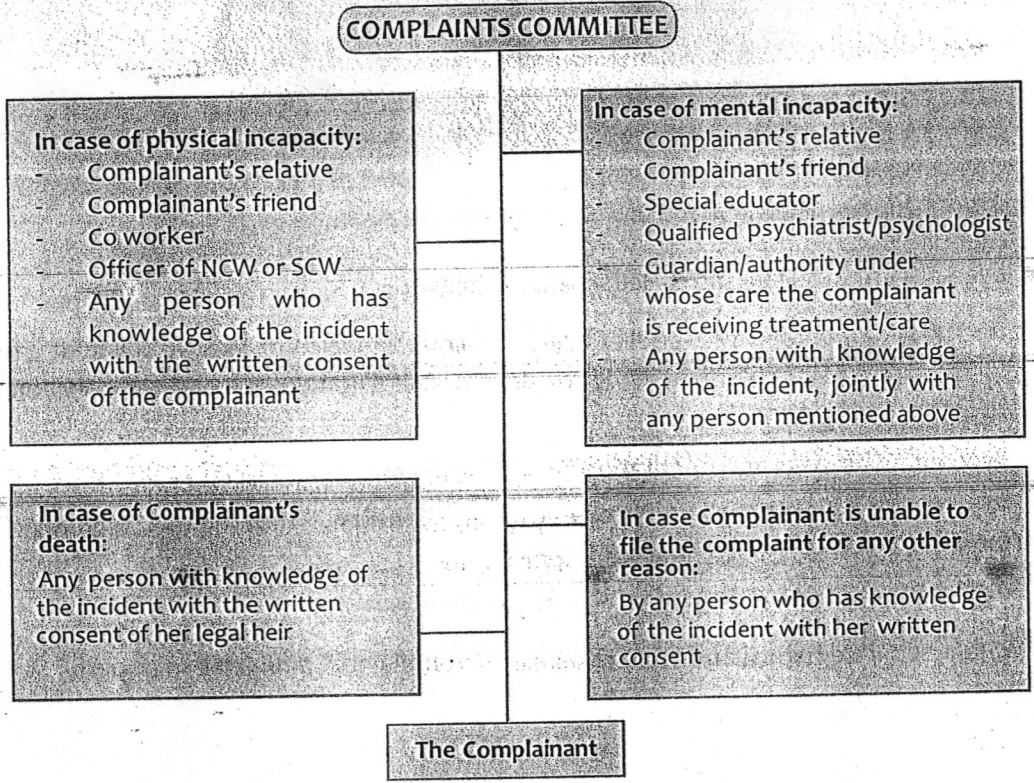 COMPLAINTS COMMITTEE
In case of physical incapacity:
- Complainant's relative
- Complainant's friend
- Co worker
- Officer of NCW or SCW
- Any person who has
knowledge of the incident
with the written consent
of the complainant
In case of mental incapacity:
- Complainant's relative
- Complainant's friend
- Special educator
- Qualified psychiatrist/psychologist
- Guardian/authority under
whose care the complainant
is receiving treatment/care
- Any person with knowledge
of the incident, jointly with
any person mentioned above
In case of Complainant's
death:
Any person with knowledge of
the incident with the written
consent of her legal heir
In case Complainant is unable to
file the complaint for any other
reason:
By any person who has knowledge
of the incident with her written
consent
The Complainant